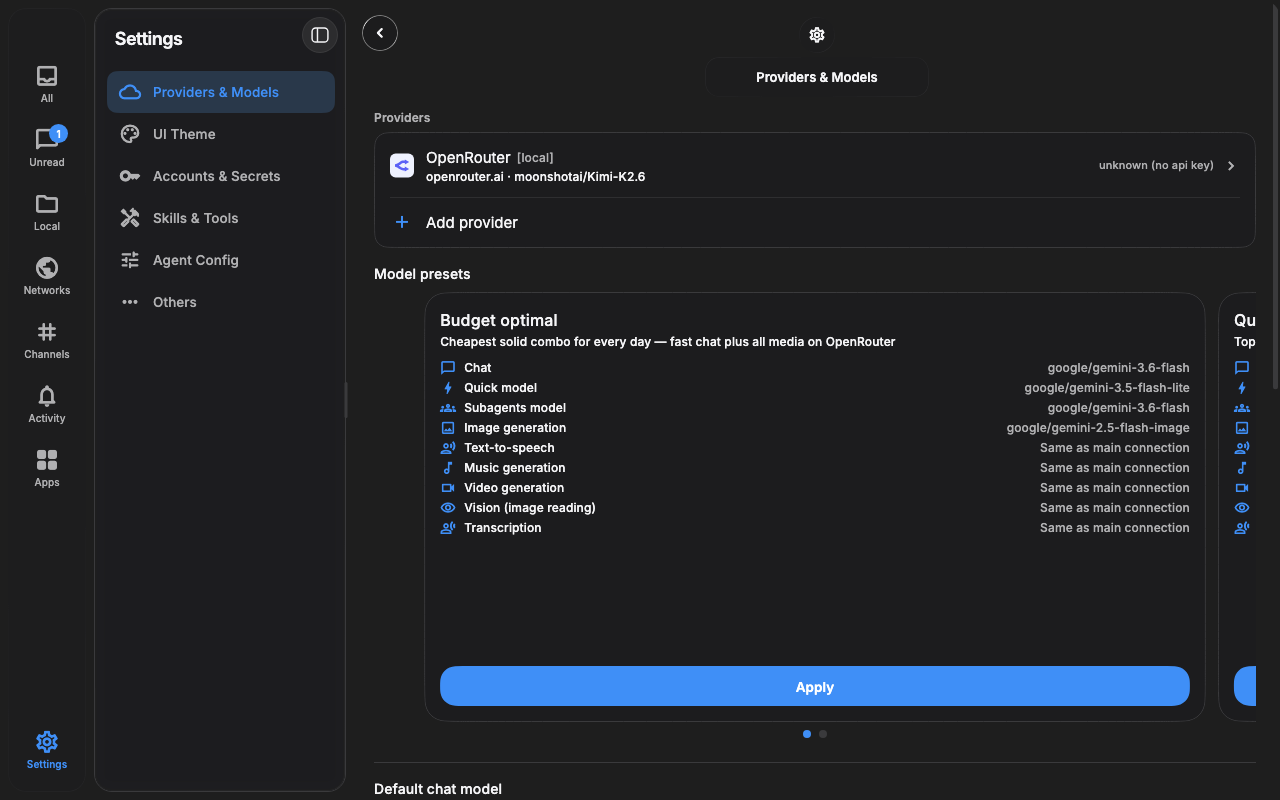 Settings
All
1
Unread
Local
Networks
Channels
Activity
Apps
Settings
Providers & Models
UI Theme
Accounts & Secrets
Skills & Tools
Agent Config
Others
Providers & Models
Providers
OpenRouter [local]
openrouter.ai · moonshotai/Kimi-K2.6
unknown (no api key)
Add provider
Model presets
Budget optimal
Cheapest solid combo for every day — fast chat plus all media on OpenRouter
Chat google/gemini-3.6-flash
Quick model google/gemini-3.5-flash-lite
Subagents model google/gemini-3.6-flash
Image generation google/gemini-2.5-flash-image
Text-to-speech Same as main connection
Music generation Same as main connection
Video generation Same as main connection
Vision (image reading) Same as main connection
Transcription Same as main connection
Apply
Qu
Top
Default chat model